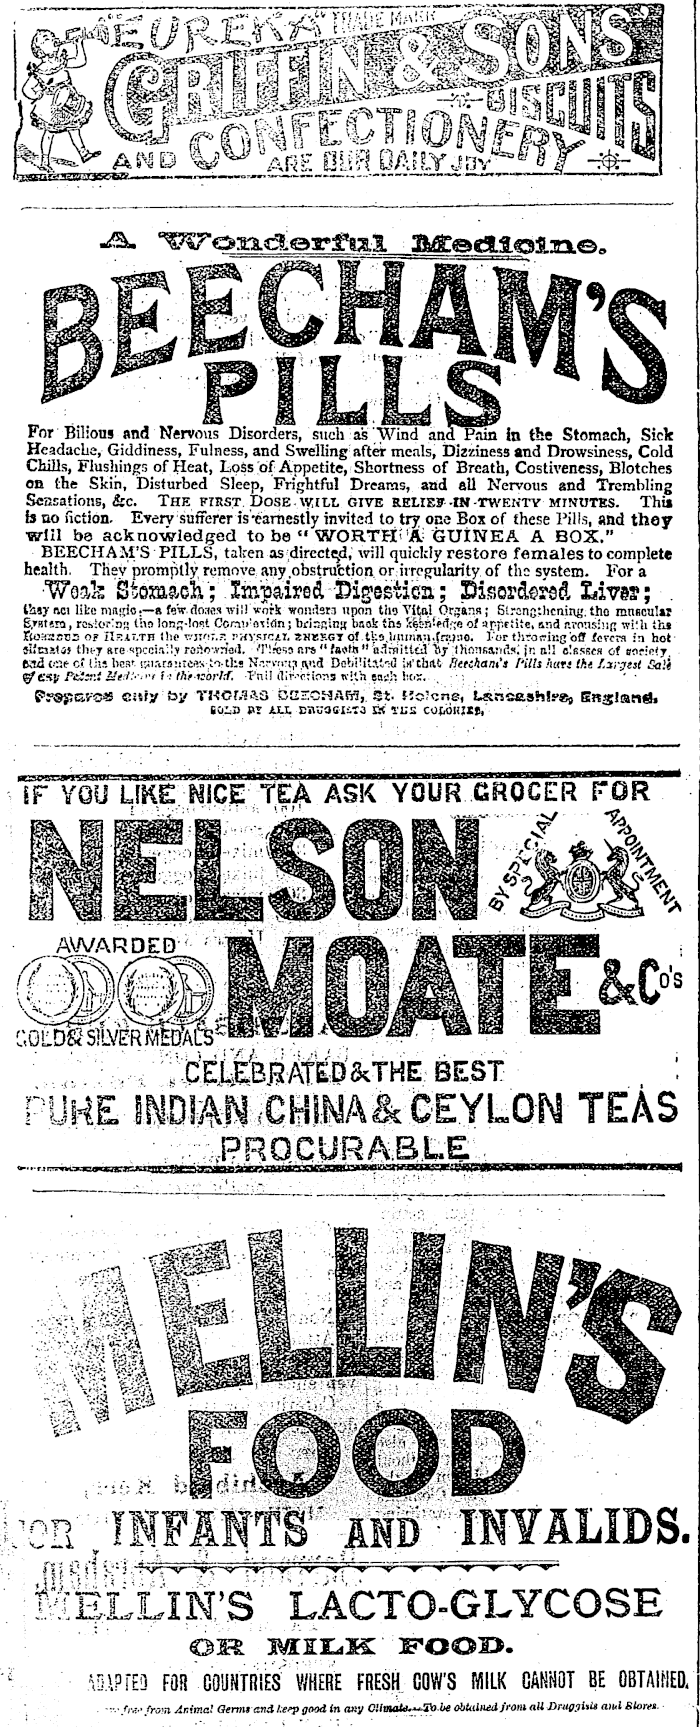 "EUREKA" TRADE MARK
GRIFFIN & SONS'
BISCUITS
AND CONFECTIONERY
ARE OUR DAILY JOY
A Wonderful Medicine.
BEECHAM'S
PILLS
For Bilious and Nervous Disorders, such as Wind and Pain in the Stomach, Sick
Headache, Giddiness, Fulness, and Swelling after meals, Dizziness and Drowsiness, Cold
Chills, Flushings of Heat, Loss of Appetite, Shortness of Breath, Costiveness, Blotches
on the Skin, Disturbed Sleep, Frightful Dreams, and all Nervous and Trembling
Sensations, &c. THE FIRST DOSE WILL GIVE RELIEF IN TWENTY MINUTES. This
is no fiction. Every sufferer is earnestly invited to try one Box of these Pills, and they
will be acknowledged to be "WORTH A GUINEA A BOX."
BEECHAM'S PILLS, taken as directed, will quickly restore females to complete
health. They promptly remove any obstruction or irregularity of the system. For a
Weak Stomach; Impaired Digestion; Disordered Liver;
they act like magic;—a few doses will work wonders upon the Vital Organs; Strengthening the muscular
System, restoring the long-lost Complexion; bringing back the keen edge of appetite, and arousing with the
ROSEBUD OF HEALTH the WHOLE PHYSICAL ENERGY of the human frame. For throwing off fevers in hot
climates they are specially renowned. These are "facts" admitted by thousands, in all classes of society,
and one of the best guarantees to the Nervous and Debilitated is that Beecham's Pills have the Largest Sale
of any Patent Medicine in the world. Full directions with each box.
Prepared only by THOMAS BEECHAM, St. Helens, Lancashire, England.
SOLD BY ALL DRUGGISTS IN THE COLONIES.
IF YOU LIKE NICE TEA ASK YOUR GROCER FOR
NELSON
BY SPECIAL APPOINTMENT
AWARDED
MOATE & Co's
GOLD & SILVER MEDALS
CELEBRATED & THE BEST
PURE INDIAN CHINA & CEYLON TEAS
PROCURABLE
MELLIN'S
FOOD
FOR INFANTS AND INVALIDS.
MELLIN'S LACTO-GLYCOSE
OR MILK FOOD.
ADAPTED FOR COUNTRIES WHERE FRESH COW'S MILK CANNOT BE OBTAINED.
free from Animal Germs and keep good in any Climate.—To be obtained from all Druggists and Stores.